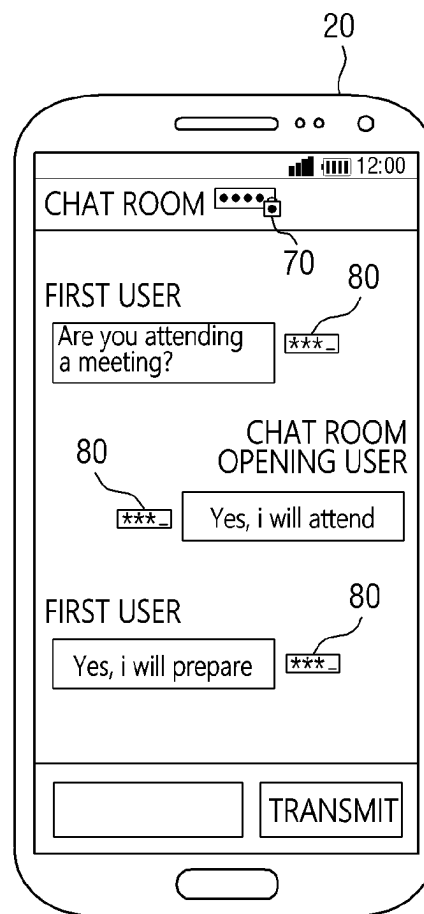 20
12:00
CHAT ROOM ●●●●
70
FIRST USER
80
Are you attending
a meeting?
***_
CHAT ROOM
OPENING USER
80
***_
Yes, i will attend
FIRST USER
80
Yes, i will prepare
***_
TRANSMIT